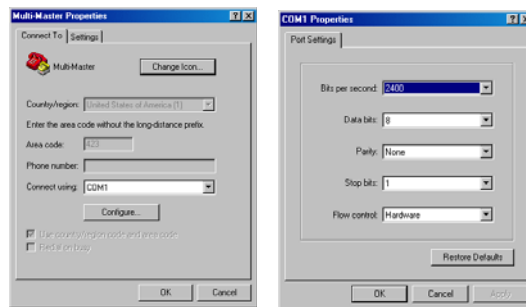 Multi-Master Properties
Connect To
Settings
Multi-Master
Change Icon...
Country/region:
United States of America (1)
Enter the area code without the long-distance prefix.
Area code:
423
Phone number:
Connect using:
COM1
Configure...
Use country/region code and area code
Redial on busy
OK
Cancel
COM1 Properties
Port Settings
Bits per second:
2400
Data bits:
8
Parity:
None
Stop bits:
1
Flow control:
Hardware
Restore Defaults
OK
Cancel
Apply